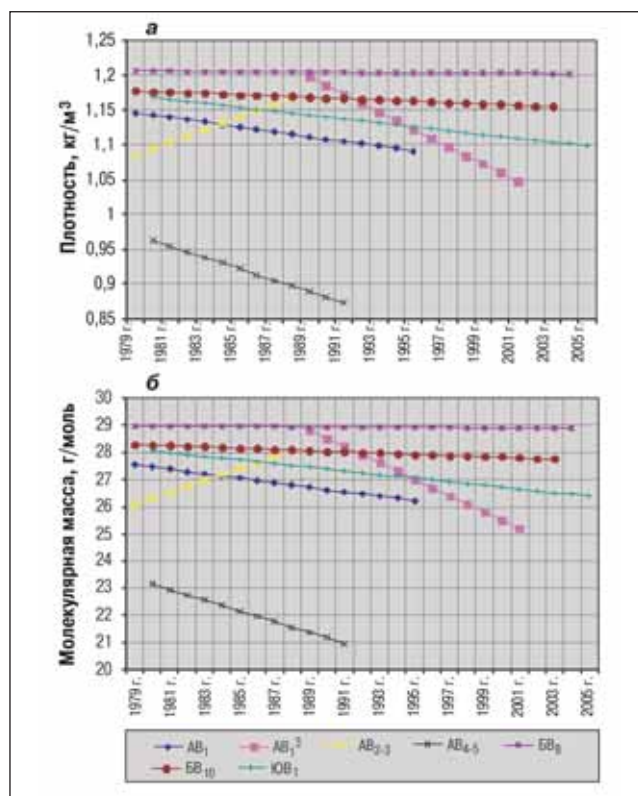 а
Плотность, кг/м³
1,25
1,2
1,15
1,1
1,05
1
0,95
0,9
0,85
1979 г. 1981 г. 1983 г. 1985 г. 1987 г. 1989 г. 1991 г. 1993 г. 1995 г. 1997 г. 1999 г. 2001 г. 2003 г. 2005 г.
б
Молекулярная масса, г/моль
30
29
28
27
26
25
24
23
22
21
20
1979 г. 1981 г. 1983 г. 1985 г. 1987 г. 1989 г. 1991 г. 1993 г. 1995 г. 1997 г. 1999 г. 2001 г. 2003 г. 2005 г.
АВ₁ АВ₁³ АВ₂₋₃ АВ₄₋₅ БВ₈
БВ₁₀ ЮВ₁